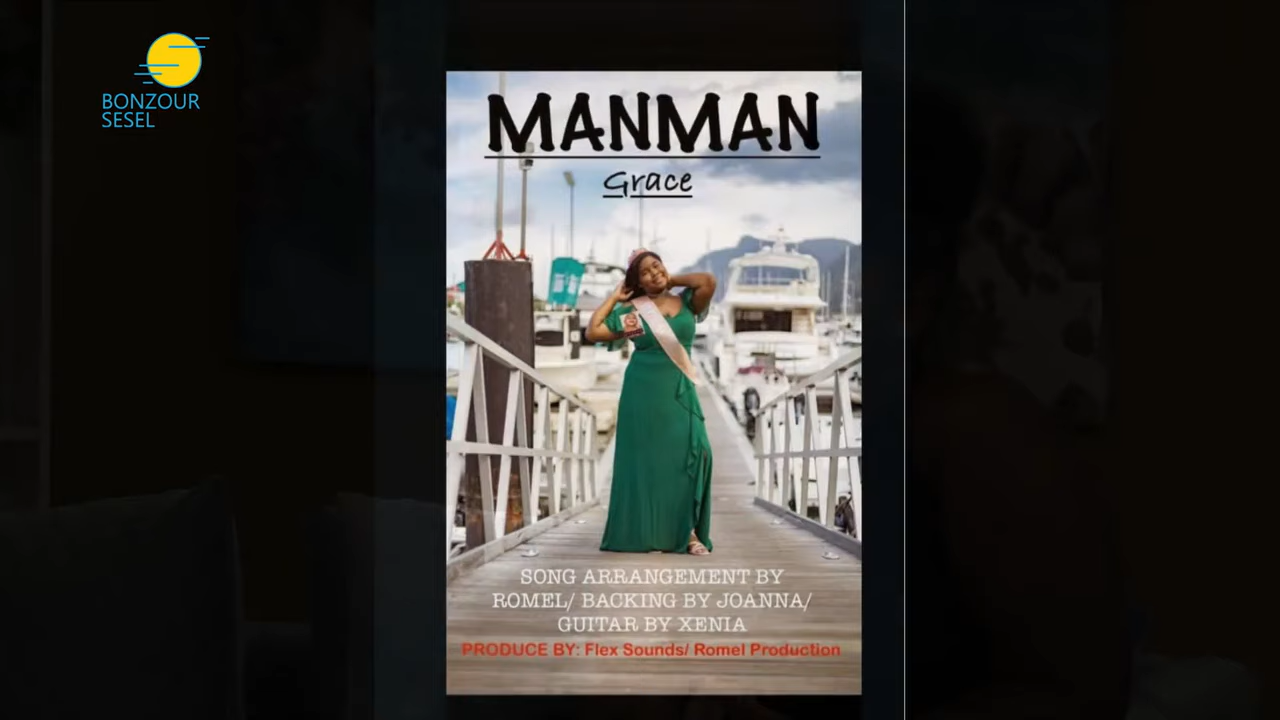 BONZOUR
SESEL
MANMAN
Grace
SONG ARRANGEMENT BY
ROMEL/ BACKING BY JOANNA/
GUITAR BY XENIA
PRODUCE BY: Flex Sounds/ Romel Production